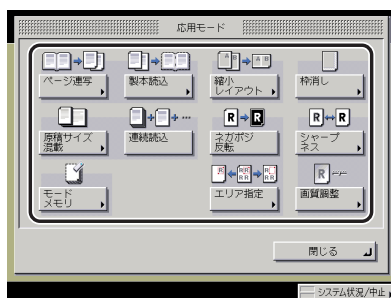 応用モード
ページ連写
製本読込
縮小
レイアウト
枠消し
原稿サイズ
混載
連続読込
ネガポジ
反転
シャープ
ネス
モード
メモリ
エリア指定
画質調整
閉じる
システム状況/中止